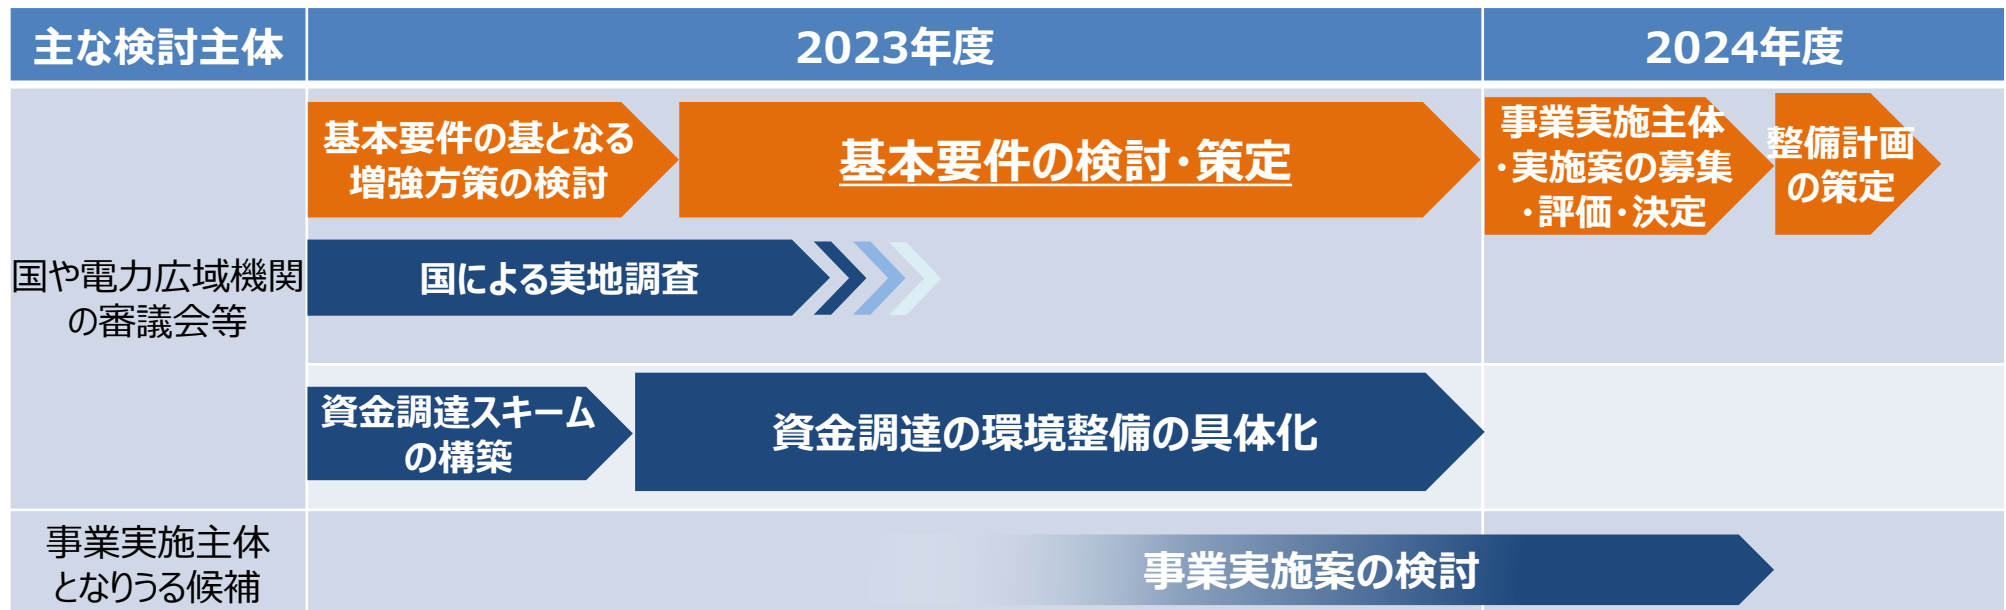 主な検討主体
2023年度
2024年度
国や電力広域機関
の審議会等
基本要件の基となる
増強方策の検討
基本要件の検討・策定
事業実施主体
・実施案の募集
・評価・決定
整備計画
の策定
国による実地調査
資金調達スキーム
の構築
資金調達の環境整備の具体化
事業実施主体
となりうる候補
事業実施案の検討